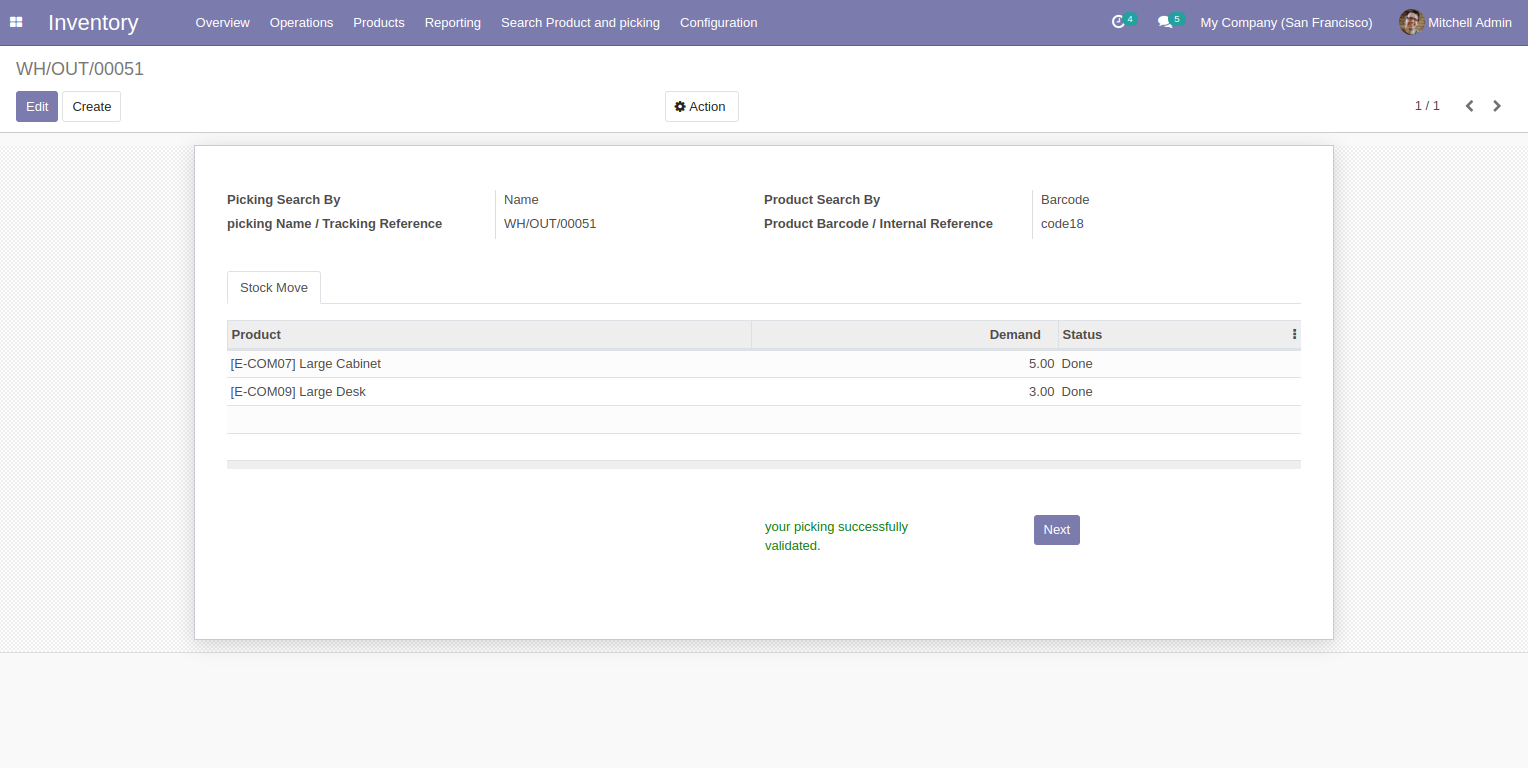 Inventory Overview Operations Products Reporting Search Product and picking Configuration 4 5 My Company (San Francisco) Mitchell Admin
WH/OUT/00051
Edit Create Action 1 / 1
Picking Search By Name Product Search By Barcode
picking Name / Tracking Reference WH/OUT/00051 Product Barcode / Internal Reference code18
Stock Move
Product Demand Status
[E-COM07] Large Cabinet 5.00 Done
[E-COM09] Large Desk 3.00 Done
your picking successfully
validated.
Next